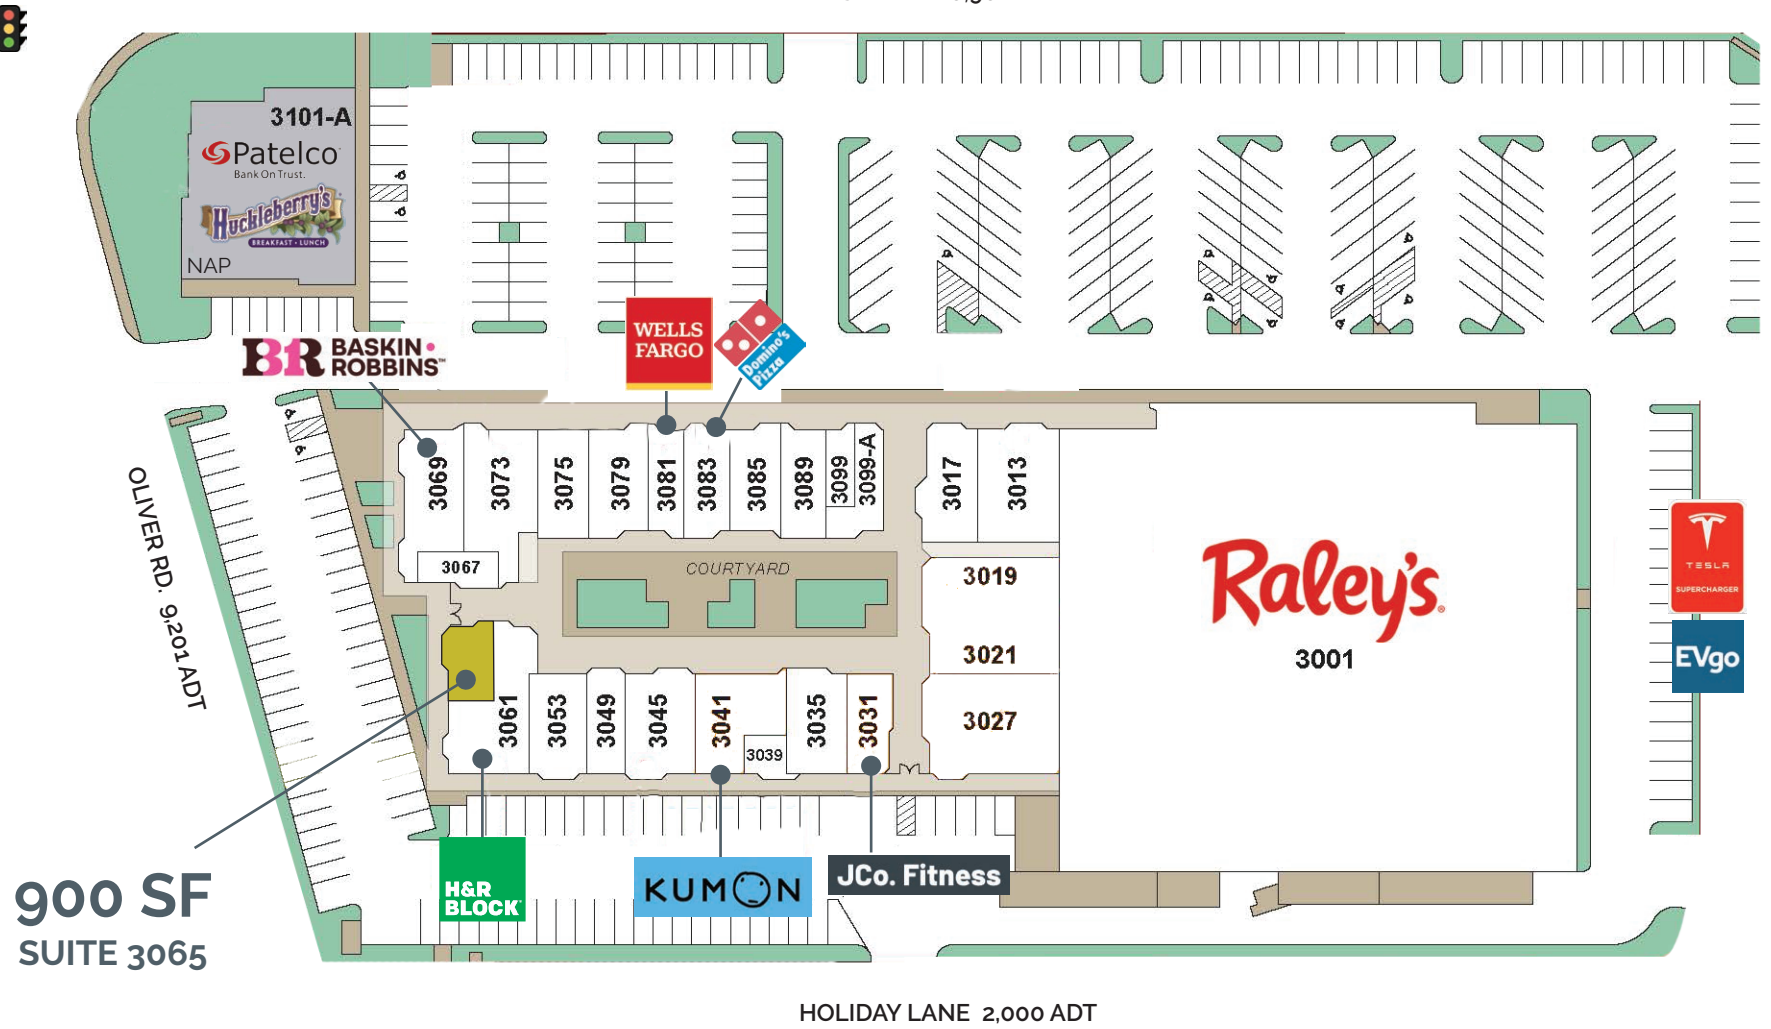 3101-A
Patelco
Bank On Trust.
Huckleberry's
BREAKFAST • LUNCH
NAP
BR BASKIN
ROBBINS™
WELLS
FARGO
Domino's
Pizza
OLIVER RD. 9,201 ADT
3069
3073
3075
3079
3081
3083
3085
3089
3099
3099-A
3017
3013
3067
COURTYARD
3019
3021
3027
Raley's®
3001
TESLA
SUPERCHARGER
EVgo
3061
3053
3049
3045
3041
3039
3035
3031
900 SF
SUITE 3065
H&R
BLOCK
KUMON
JCo. Fitness
HOLIDAY LANE 2,000 ADT